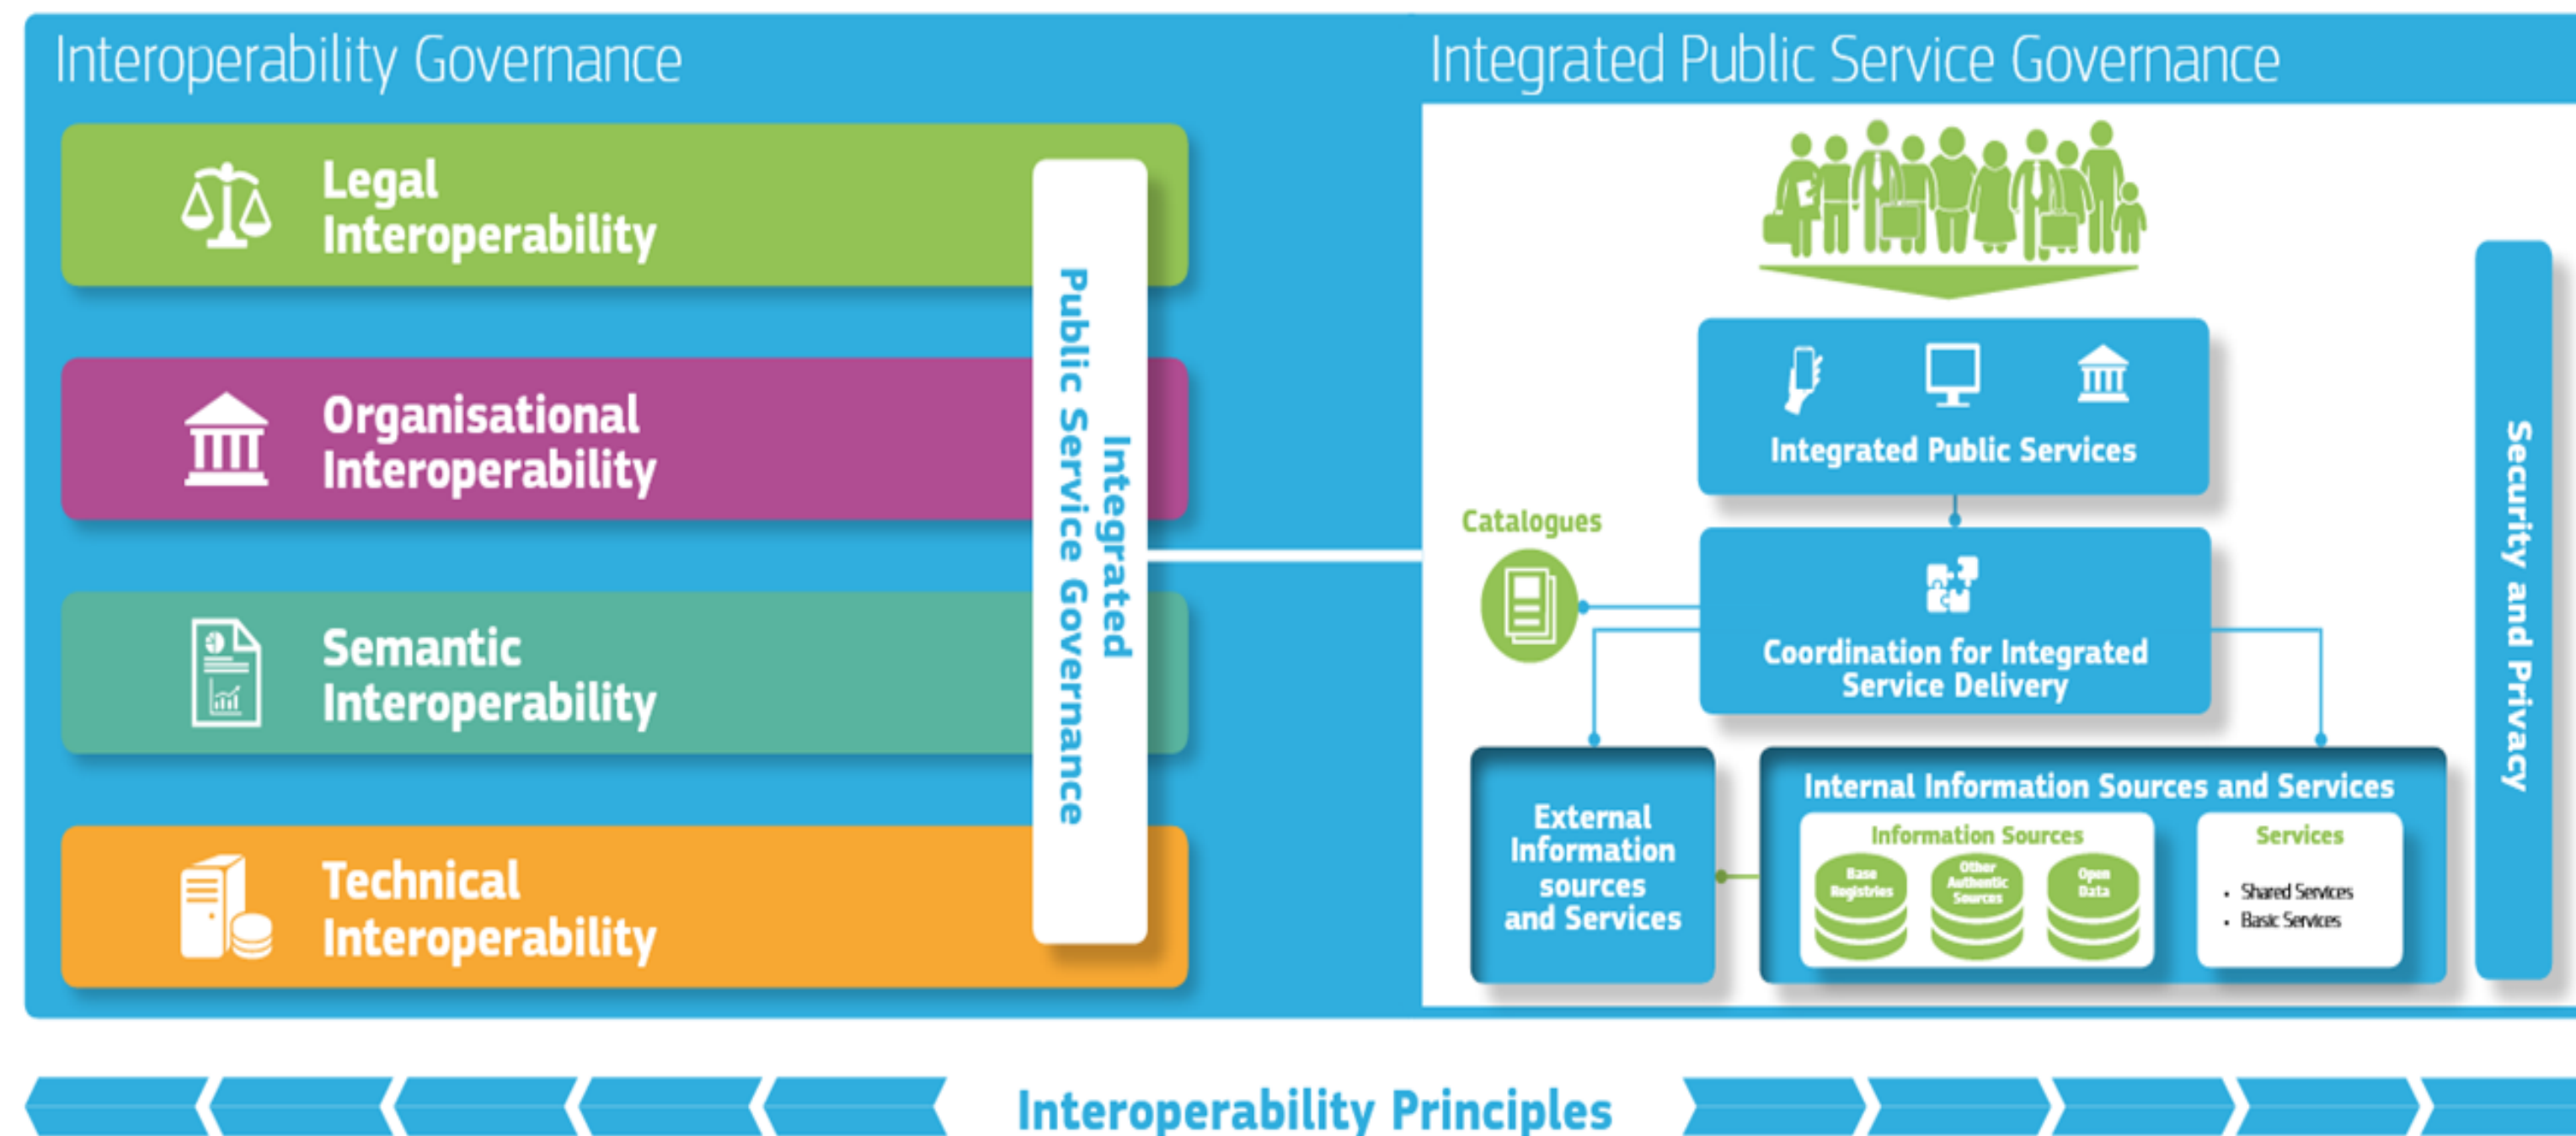 Interoperability Governance
Legal
Interoperability
Organisational
Interoperability
Semantic
Interoperability
Technical
Interoperability
Integrated
Public Service Governance
Integrated Public Service Governance
Integrated Public Services
Catalogues
Coordination for Integrated
Service Delivery
External
Information
sources
and Services
Internal Information Sources and Services
Information Sources
Base
Registries
Other
Authentic
Sources
Open
Data
Services
• Shared Services
• Basic Services
Security and Privacy
Interoperability Principles